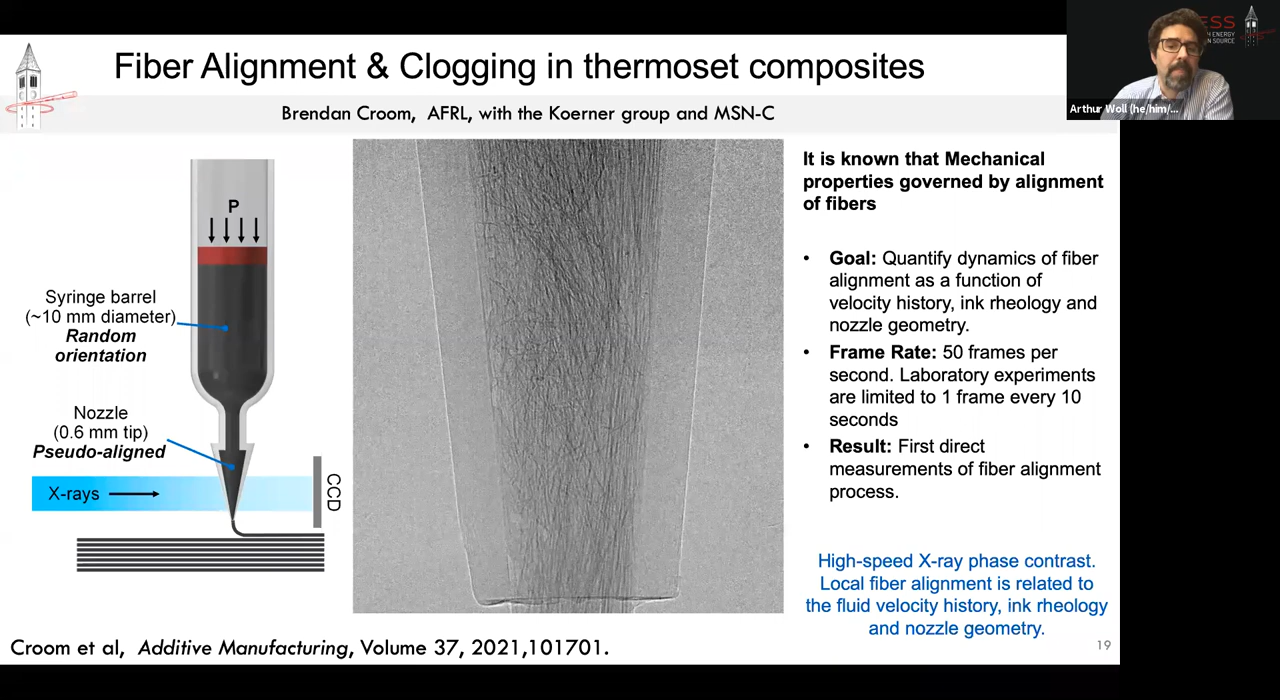 Fiber Alignment & Clogging in thermoset composites
Brendan Croom, AFRL, with the Koerner group and MSN-C
ESS
H ENERGY
N SOURCE
Arthur Woll (he/him/...
P
Syringe barrel
(~10 mm diameter)
Random
orientation
Nozzle
(0.6 mm tip)
Pseudo-aligned
X-rays
CCD
It is known that Mechanical
properties governed by alignment
of fibers
• Goal: Quantify dynamics of fiber
alignment as a function of
velocity history, ink rheology and
nozzle geometry.
• Frame Rate: 50 frames per
second. Laboratory experiments
are limited to 1 frame every 10
seconds
• Result: First direct
measurements of fiber alignment
process.
High-speed X-ray phase contrast.
Local fiber alignment is related to
the fluid velocity history, ink rheology
and nozzle geometry.
Croom et al, Additive Manufacturing, Volume 37, 2021,101701.
19